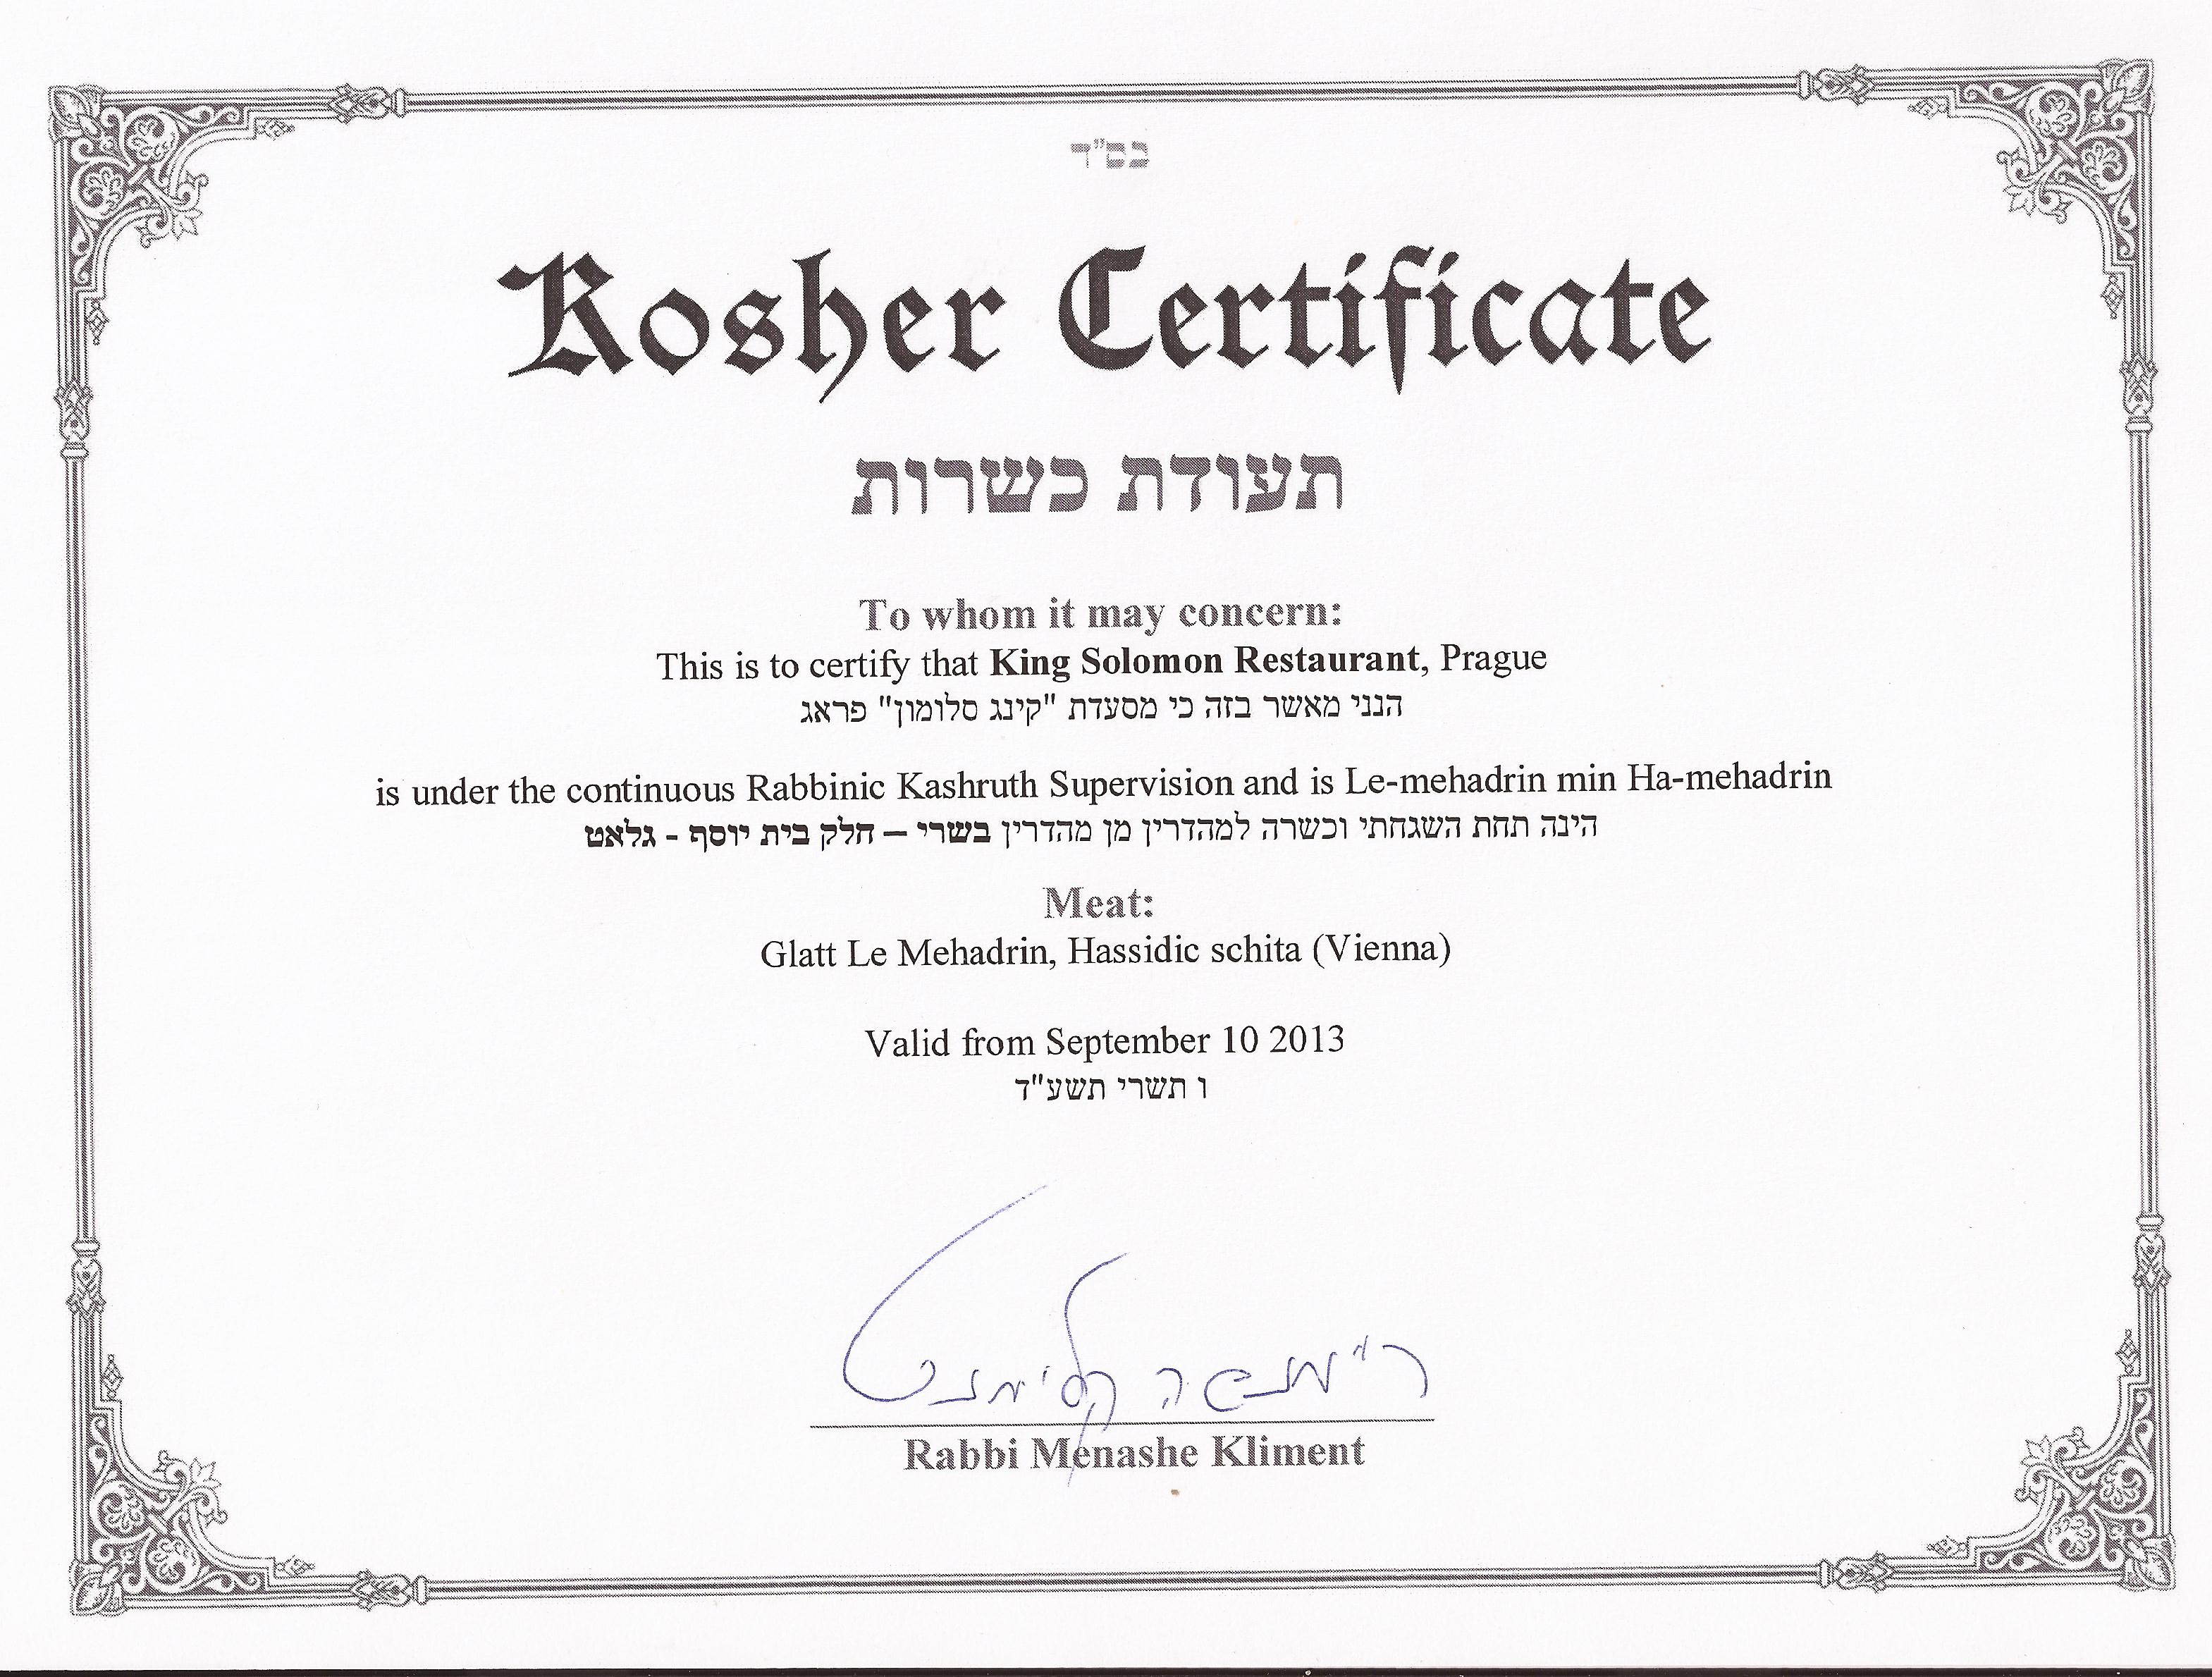 בס"ד
Kosher Certificate
תעודת כשרות
To whom it may concern:
This is to certify that King Solomon Restaurant, Prague
הנני מאשר בזה כי מסעדת "קינג סלומון" פראג
is under the continuous Rabbinic Kashruth Supervision and is Le-mehadrin min Ha-mehadrin
הינה תחת השגחתי וכשרה למהדרין מן מהדרין בשרי – חלק בית יוסף - גלאט
Meat:
Glatt Le Mehadrin, Hassidic schita (Vienna)
Valid from September 10 2013
ו תשרי תשע"ד
ר' מנשה קלימנט
Rabbi Menashe Kliment